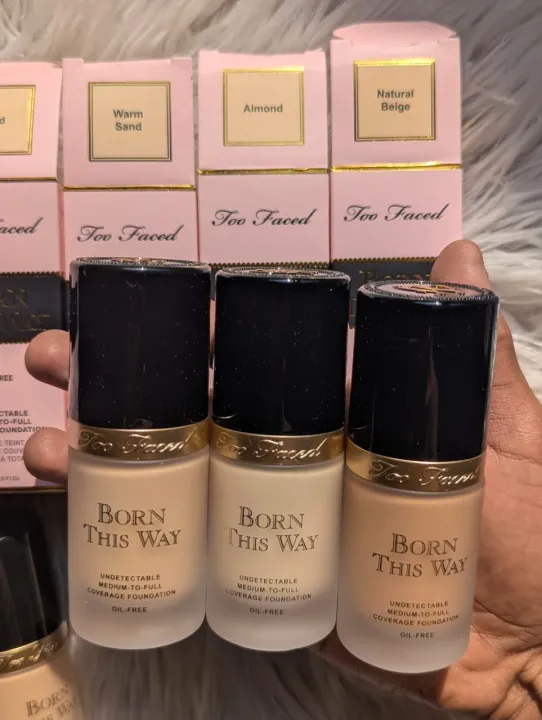 Warm
Sand
Almond
Natural
Beige
Too Faced
Too Faced
Too Faced
Too Faced
Too Faced
Too Faced
BORN
THIS WAY
UNDETECTABLE
MEDIUM-TO-FULL
COVERAGE FOUNDATION
OIL-FREE
BORN
THIS WAY
UNDETECTABLE
MEDIUM-TO-FULL
COVERAGE FOUNDATION
OIL-FREE
BORN
THIS WAY
UNDETECTABLE
MEDIUM-TO-FULL
COVERAGE FOUNDATION
OIL-FREE
BORN